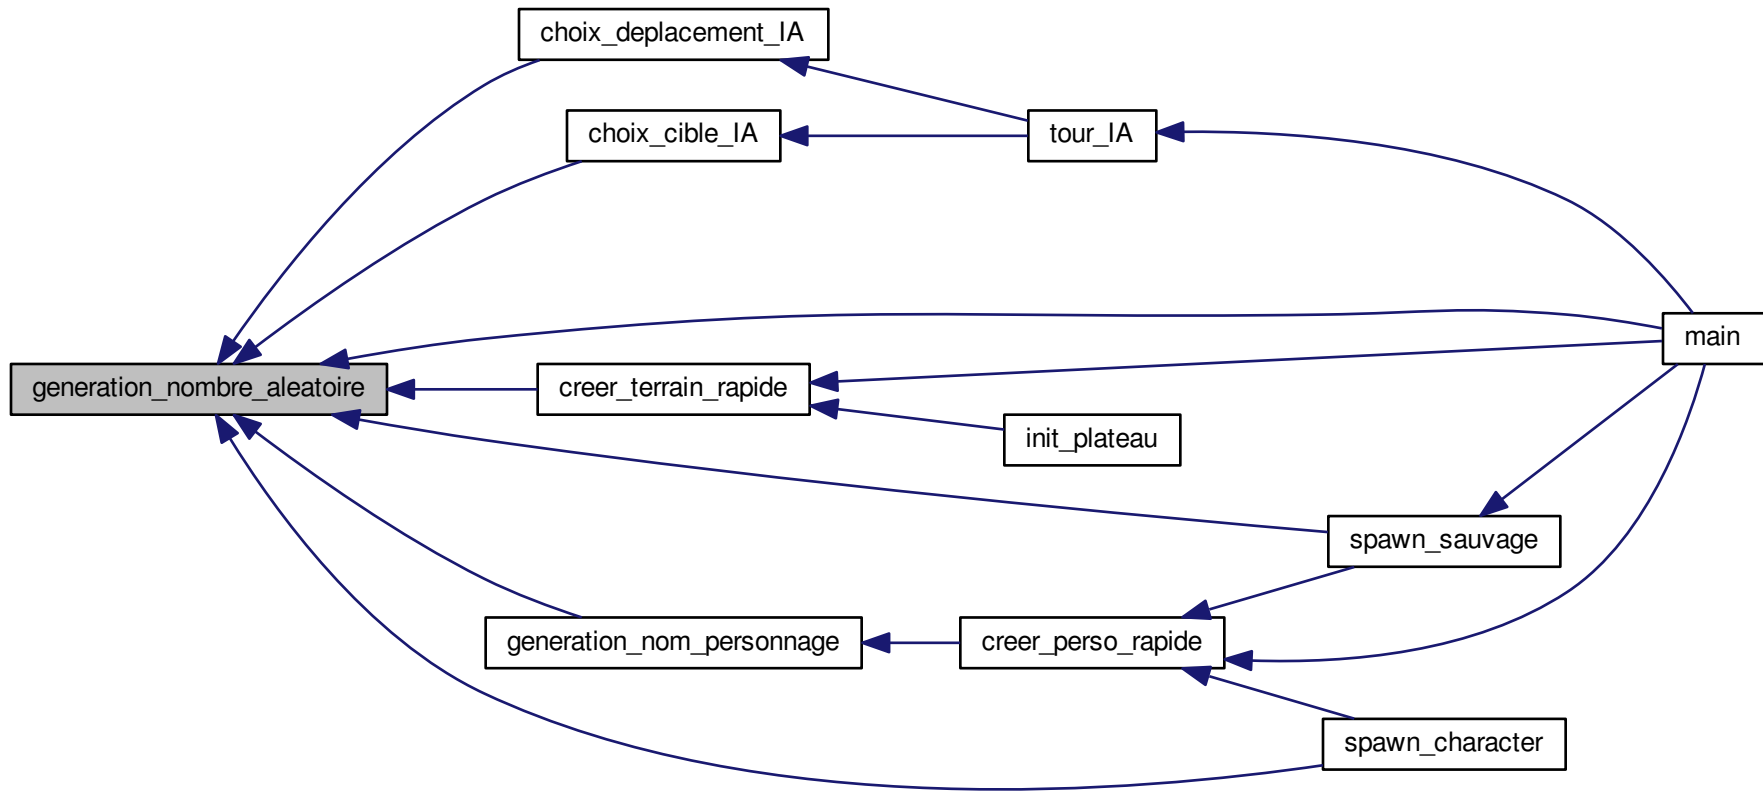 choix_deplacement_IA
choix_cible_IA
tour_IA
main
generation_nombre_aleatoire
creer_terrain_rapide
init_plateau
spawn_sauvage
generation_nom_personnage
creer_perso_rapide
spawn_character